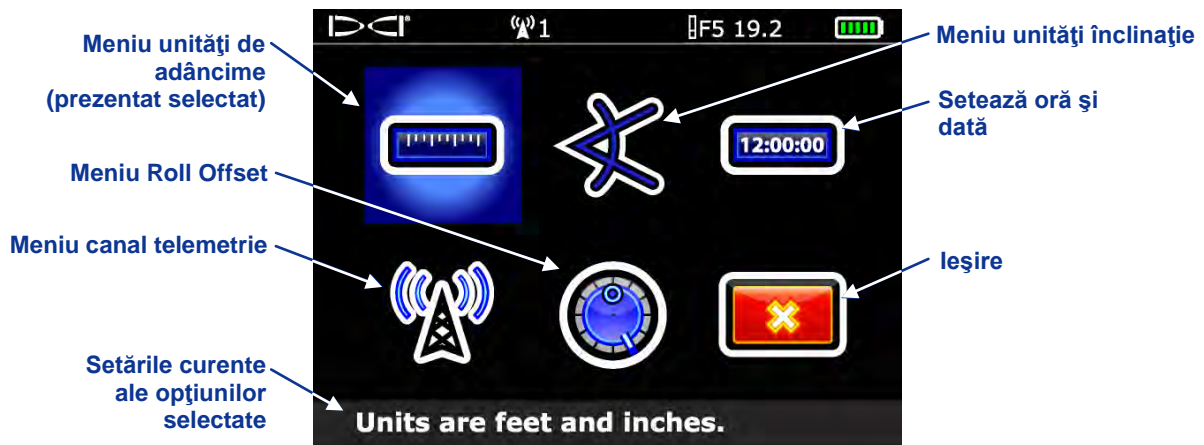 DCI®
1
F5 19.2
Meniu unităţi de
adâncime
(prezentat selectat)
Meniu unităţi înclinaţie
Setează oră şi
dată
12:00:00
Meniu Roll Offset
Meniu canal telemetrie
Ieşire
Setările curente
ale opţiunilor
selectate
Units are feet and inches.